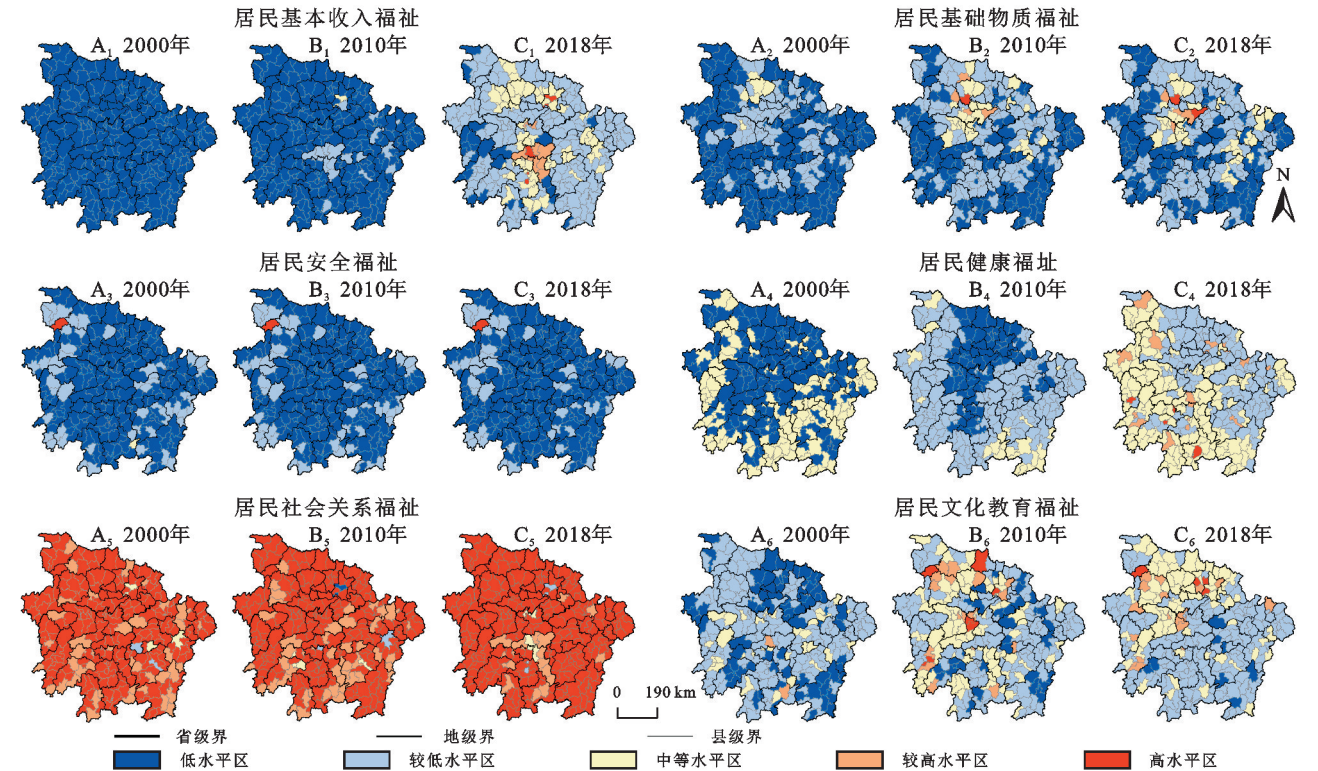 居民基本收入福祉
居民基础物质福祉
A1 2000年
B1 2010年
C1 2018年
A2 2000年
B2 2010年
C2 2018年
N
居民安全福祉
居民健康福址
A3 2000年
B3 2010年
C3 2018年
A4 2000年
B4 2010年
C4 2018年
居民社会关系福祉
居民文化教育福祉
A5 2000年
B5 2010年
C5 2018年
A6 2000年
B6 2010年
C6 2018年
0 190 km
省级界 地级界 县级界
低水平区 较低水平区 中等水平区 较高水平区 高水平区